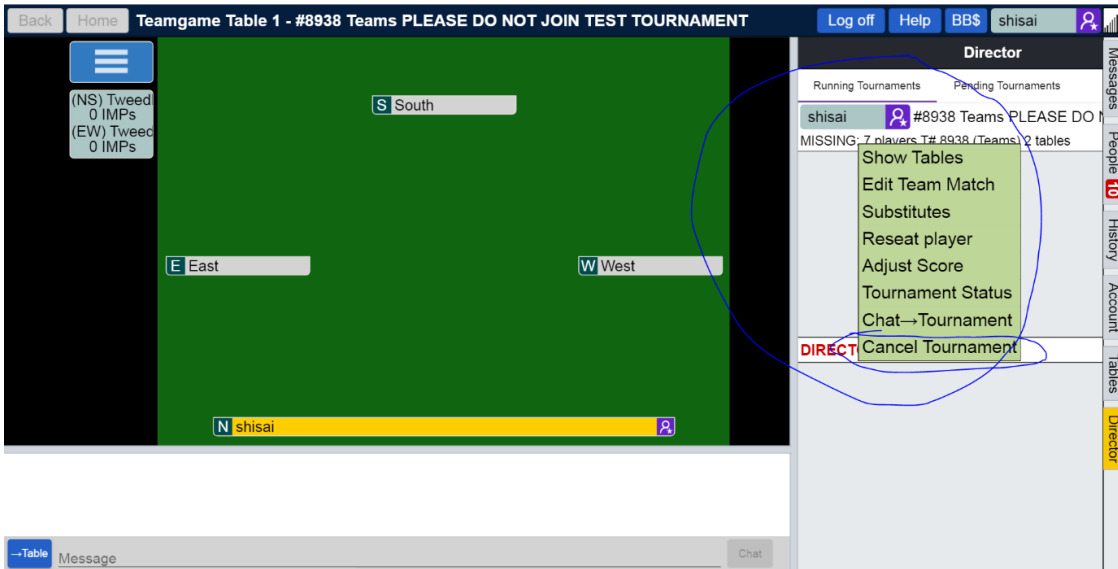 Back Home Teamgame Table 1 - #8938 Teams PLEASE DO NOT JOIN TEST TOURNAMENT Log off Help BB$ shisai
(NS) Tweed
0 IMPs
(EW) Tweed
0 IMPs
S South
E East
W West
N shisai
→Table Message Chat
Director
Running Tournaments Pending Tournaments
shisai #8938 Teams PLEASE DO
MISSING: 7 players T# 8938 (Teams) 2 tables
Show Tables
Edit Team Match
Substitutes
Reseat player
Adjust Score
Tournament Status
Chat→Tournament
Cancel Tournament
Messages
People 10
History
Account
Tables
Director